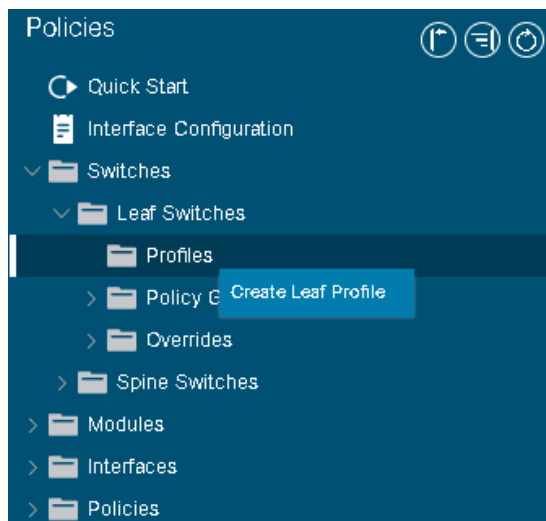 Policies
Quick Start
Interface Configuration
Switches
Leaf Switches
Profiles
Policy G
Create Leaf Profile
Overrides
Spine Switches
Modules
Interfaces
Policies